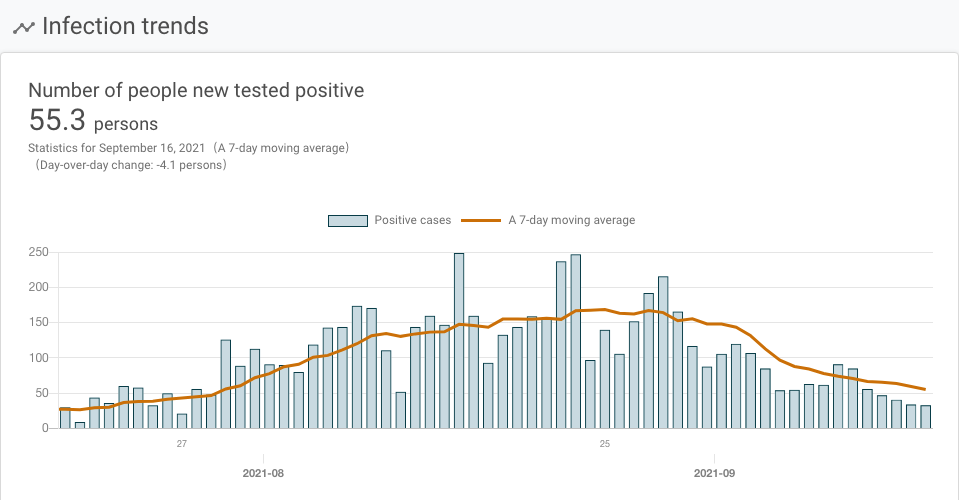 Infection trends
Number of people new tested positive
55.3 persons
Statistics for September 16, 2021（A 7-day moving average）
（Day-over-day change: -4.1 persons）
Positive cases A 7-day moving average
250
200
150
100
50
0
27 25
2021-08 2021-09